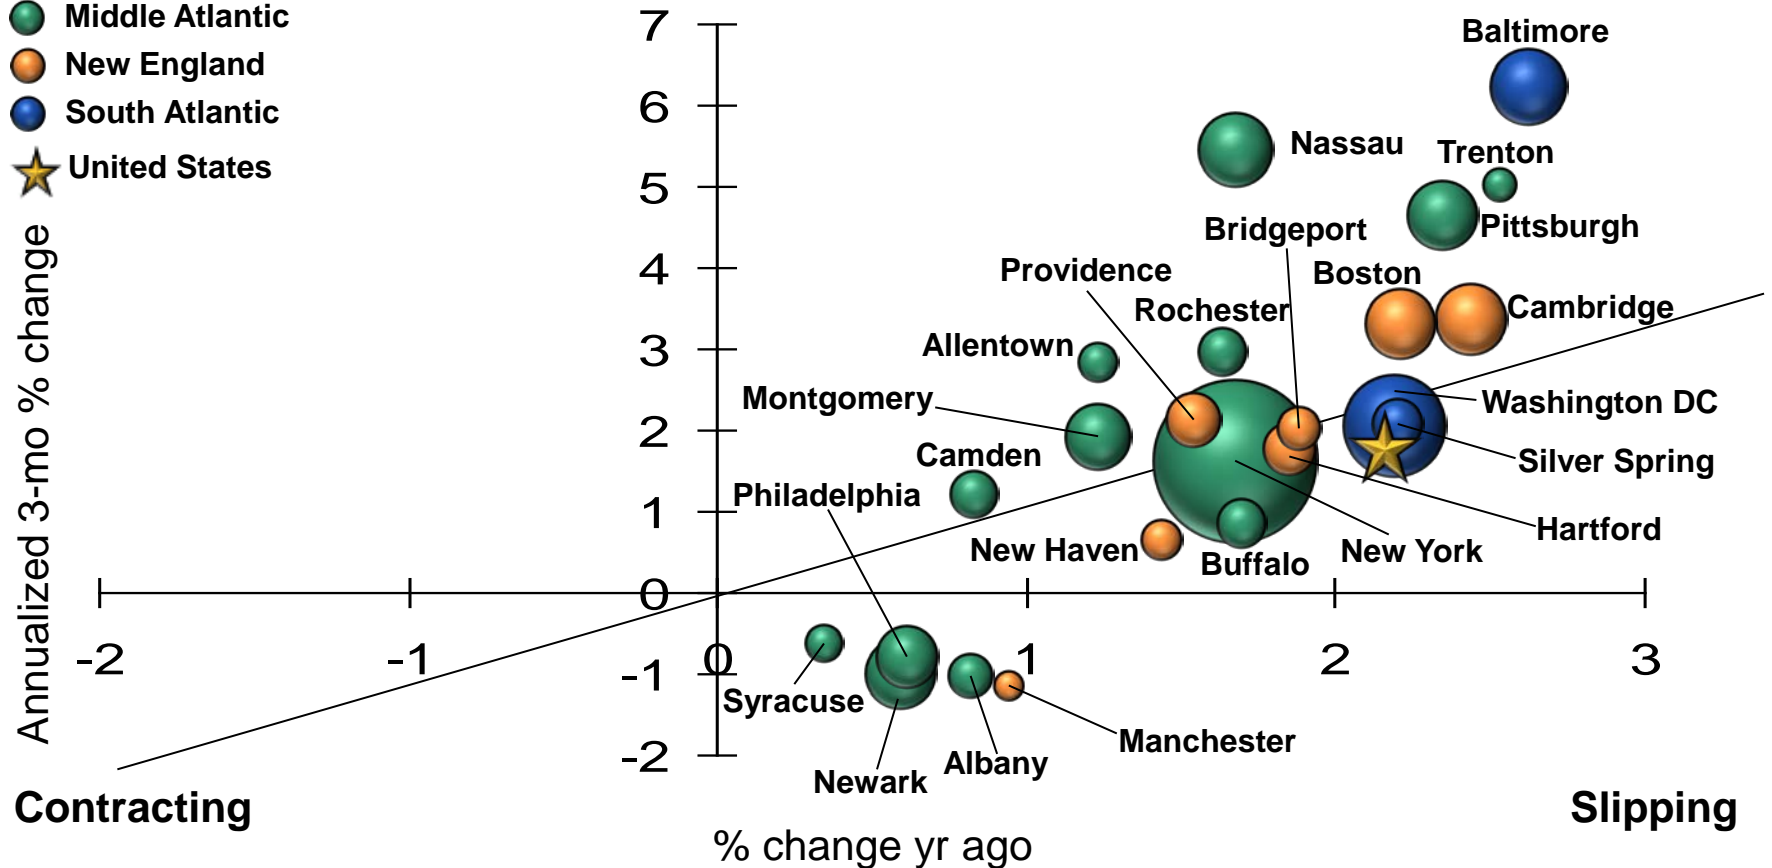 Middle Atlantic
New England
South Atlantic
United States
Annualized 3-mo % change
7
6
5
4
3
2
1
0
-1
-2
-2
-1
0
1
2
3
Baltimore
Nassau
Trenton
Bridgeport
Pittsburgh
Providence
Boston
Rochester
Cambridge
Allentown
Montgomery
Washington DC
Camden
Silver Spring
Philadelphia
Hartford
New Haven
New York
Buffalo
Syracuse
Manchester
Albany
Newark
Contracting
Slipping
% change yr ago